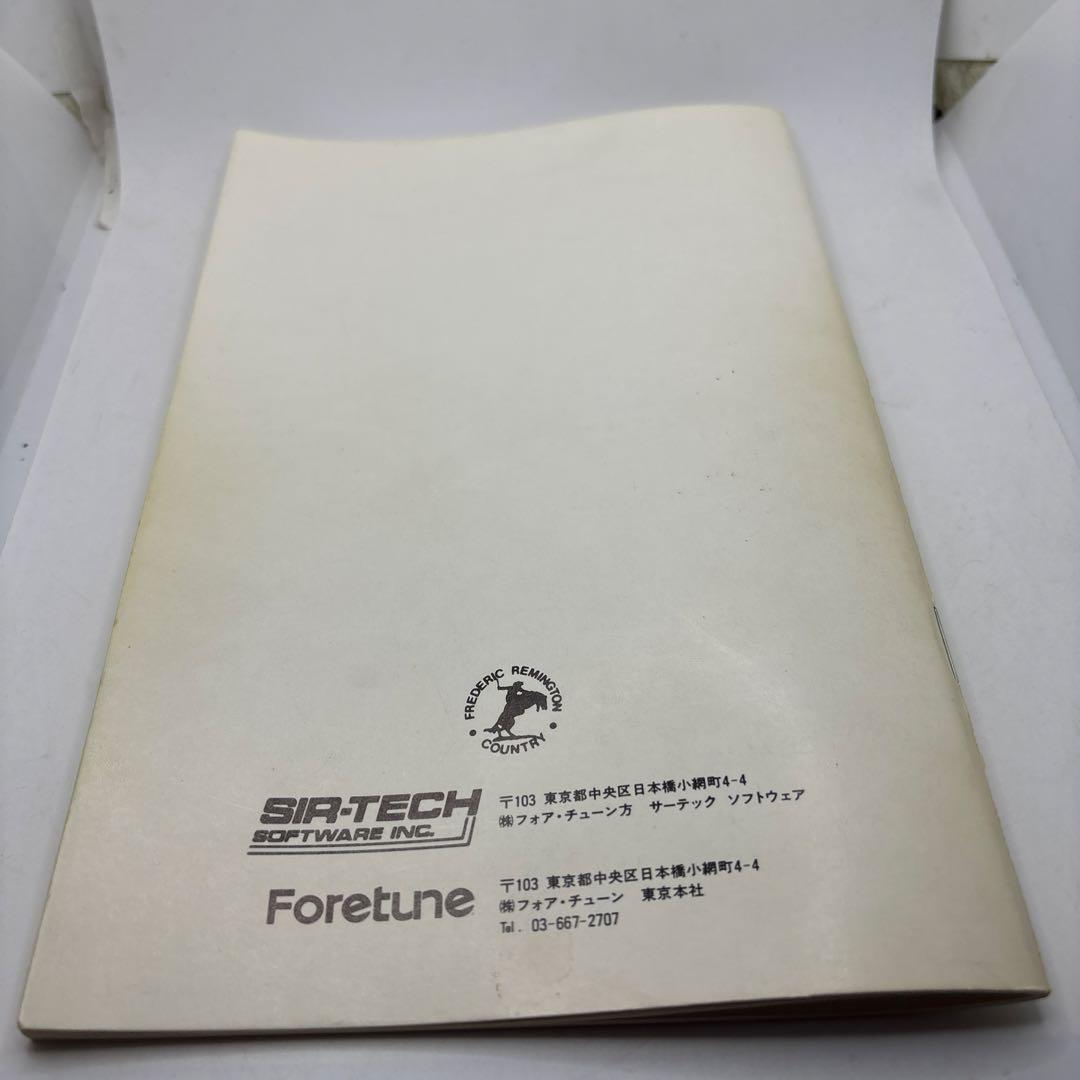 FREDERIC REMINGTON
COUNTRY
SIR-TECH
SOFTWARE INC.
〒103 東京都中央区日本橋小網町4-4
㈱フォア・チューン方 サーテック ソフトウェア
Foretune
〒103 東京都中央区日本橋小網町4-4
㈱フォア・チューン 東京本社
Tel. 03-667-2707